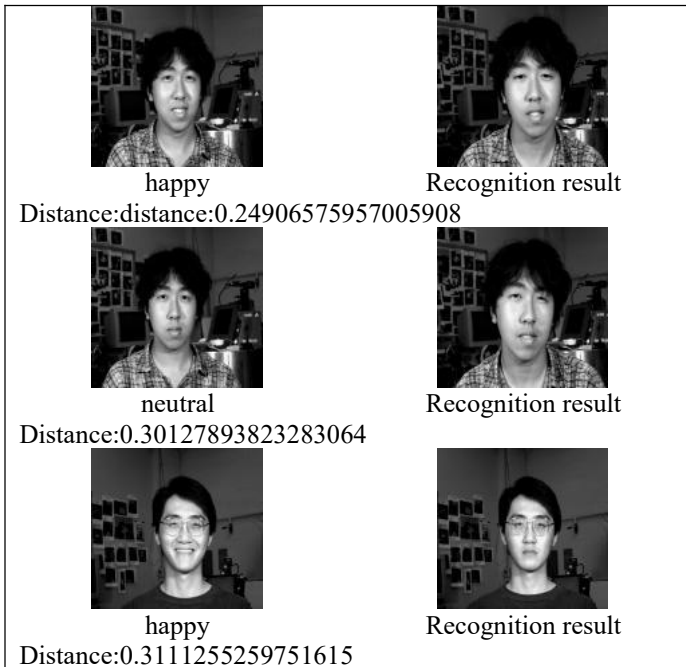 happy Recognition result
Distance:distance:0.24906575957005908
neutral Recognition result
Distance:0.30127893823283064
happy Recognition result
Distance:0.3111255259751615